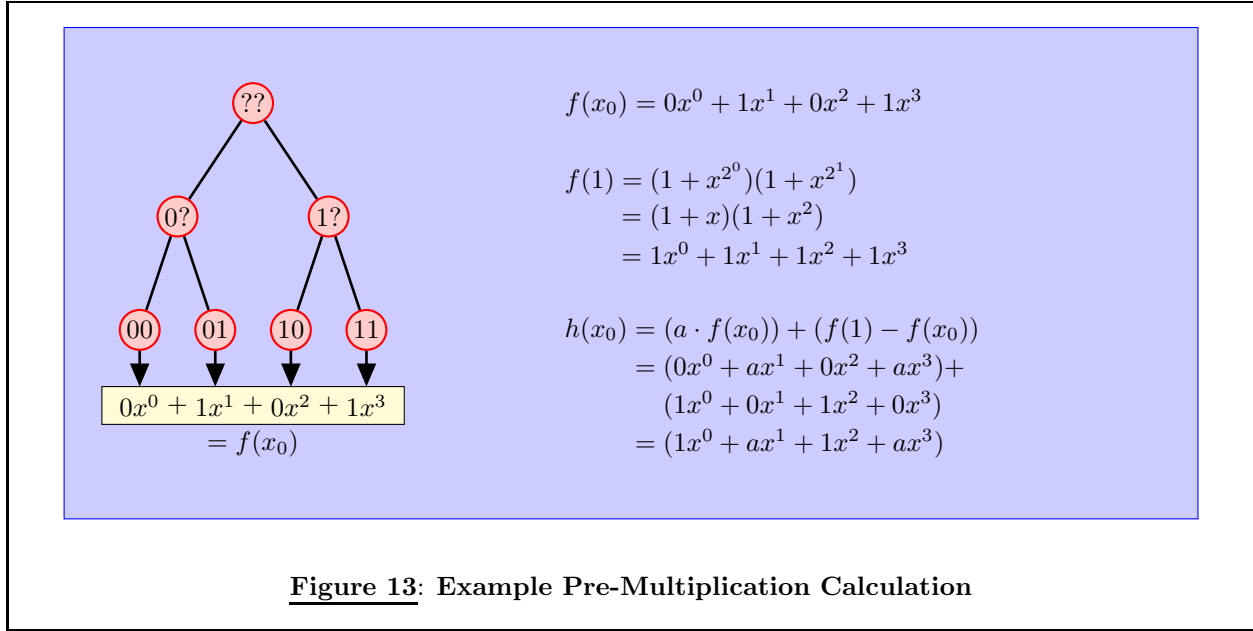 ??
0? 1?
00 01 10 11
0x^0 + 1x^1 + 0x^2 + 1x^3
= f(x_0)
f(x_0) = 0x^0 + 1x^1 + 0x^2 + 1x^3
f(1) = (1 + x^{2^0})(1 + x^{2^1})
= (1 + x)(1 + x^2)
= 1x^0 + 1x^1 + 1x^2 + 1x^3
h(x_0) = (a · f(x_0)) + (f(1) − f(x_0))
= (0x^0 + ax^1 + 0x^2 + ax^3)+
(1x^0 + 0x^1 + 1x^2 + 0x^3)
= (1x^0 + ax^1 + 1x^2 + ax^3)
Figure 13: Example Pre-Multiplication Calculation